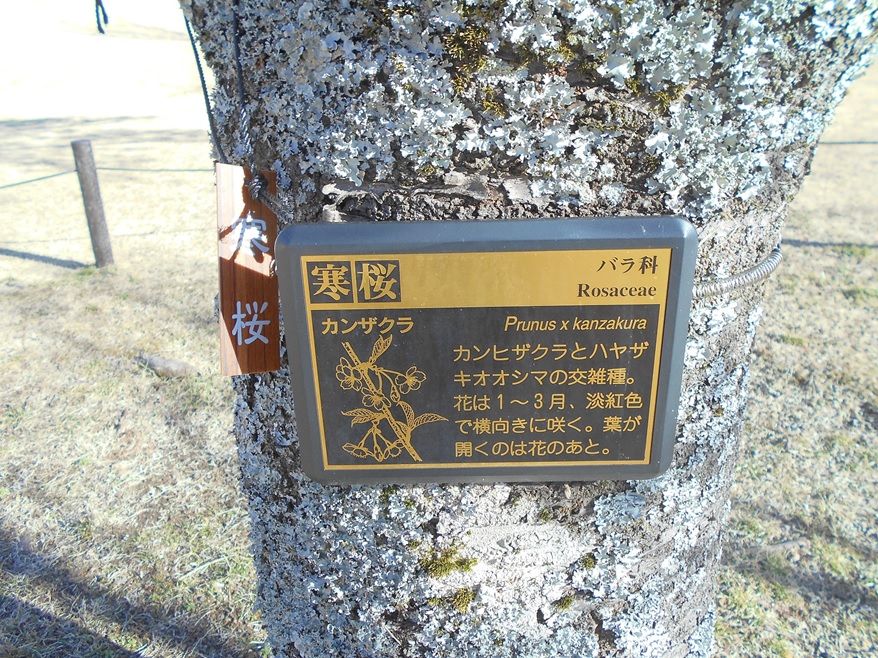 寒桜
寒桜
バラ科
Rosaceae
カンザクラ
Prunus x kanzakura
カンヒザクラとハヤザ
キオオシマの交雑種。
花は1~3月、淡紅色
で横向きに咲く。葉が
開くのは花のあと。